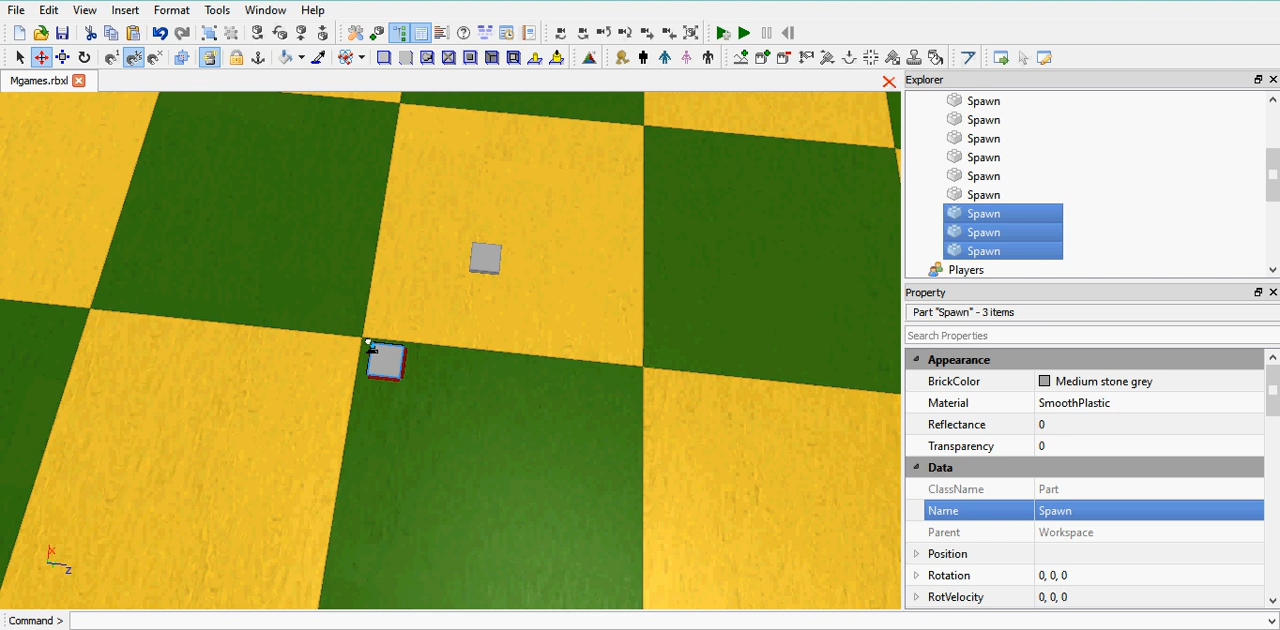 File Edit View Insert Format Tools Window Help
Mgames.rbxl
Explorer
Spawn
Spawn
Spawn
Spawn
Spawn
Spawn
Spawn
Spawn
Spawn
Players
Property
Part "Spawn" - 3 items
Search Properties
Appearance
BrickColor Medium stone grey
Material SmoothPlastic
Reflectance 0
Transparency 0
Data
ClassName Part
Name Spawn
Parent Workspace
Position
Rotation 0, 0, 0
RotVelocity 0, 0, 0
X
Z
Command >